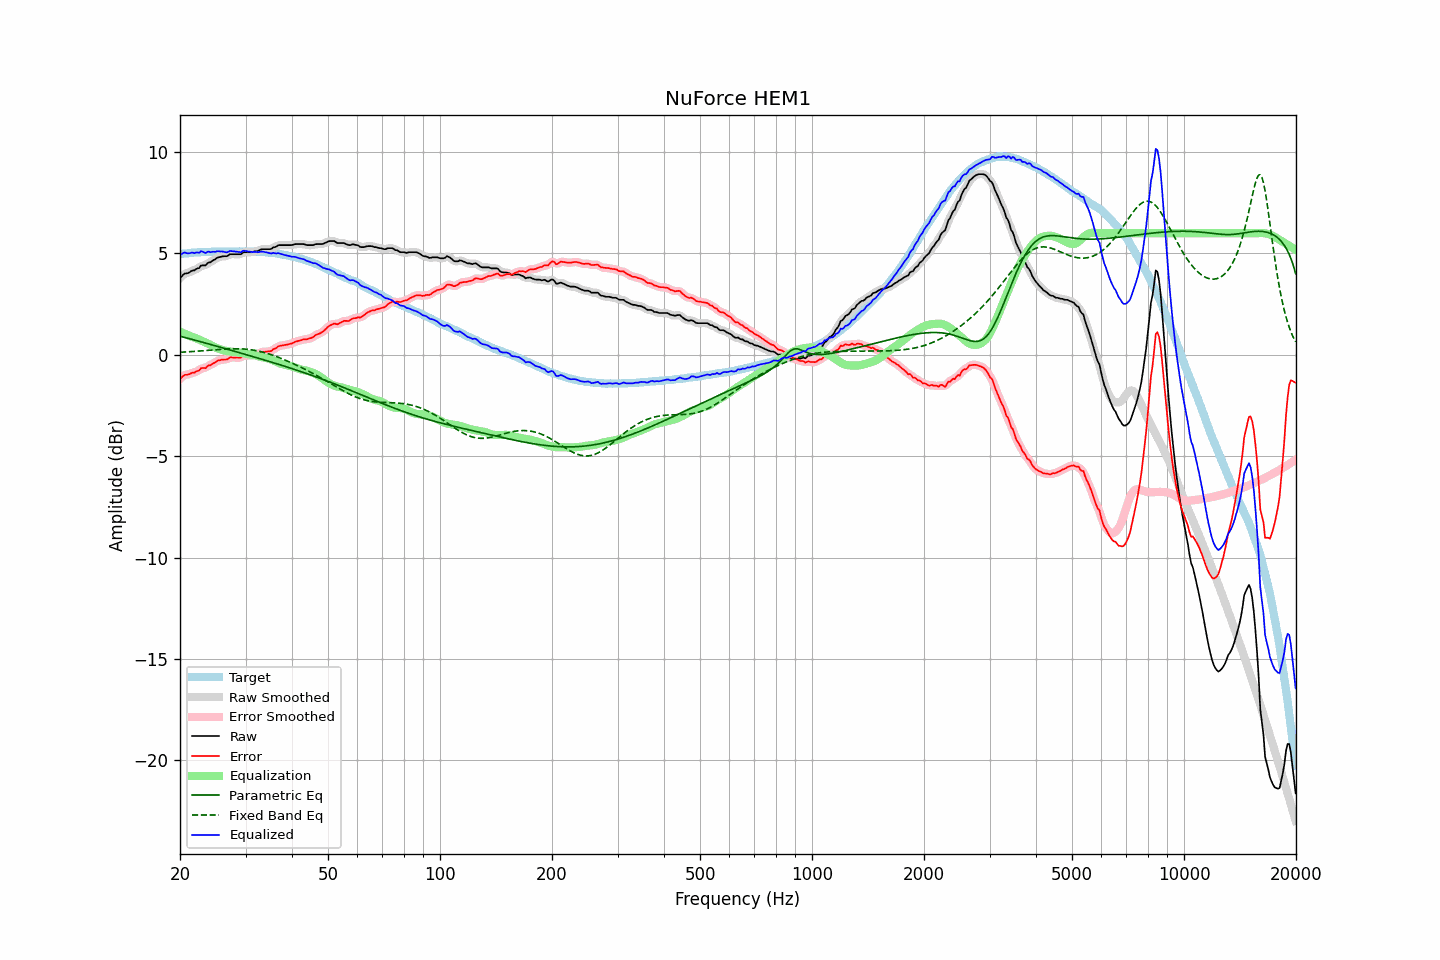 NuForce HEM1
Amplitude (dBr)
10
5
0
−5
−10
−15
−20
Target
Raw Smoothed
Error Smoothed
Raw
Error
Equalization
Parametric Eq
Fixed Band Eq
Equalized
20 50 100 200 500 1000 2000 5000 10000 20000
Frequency (Hz)